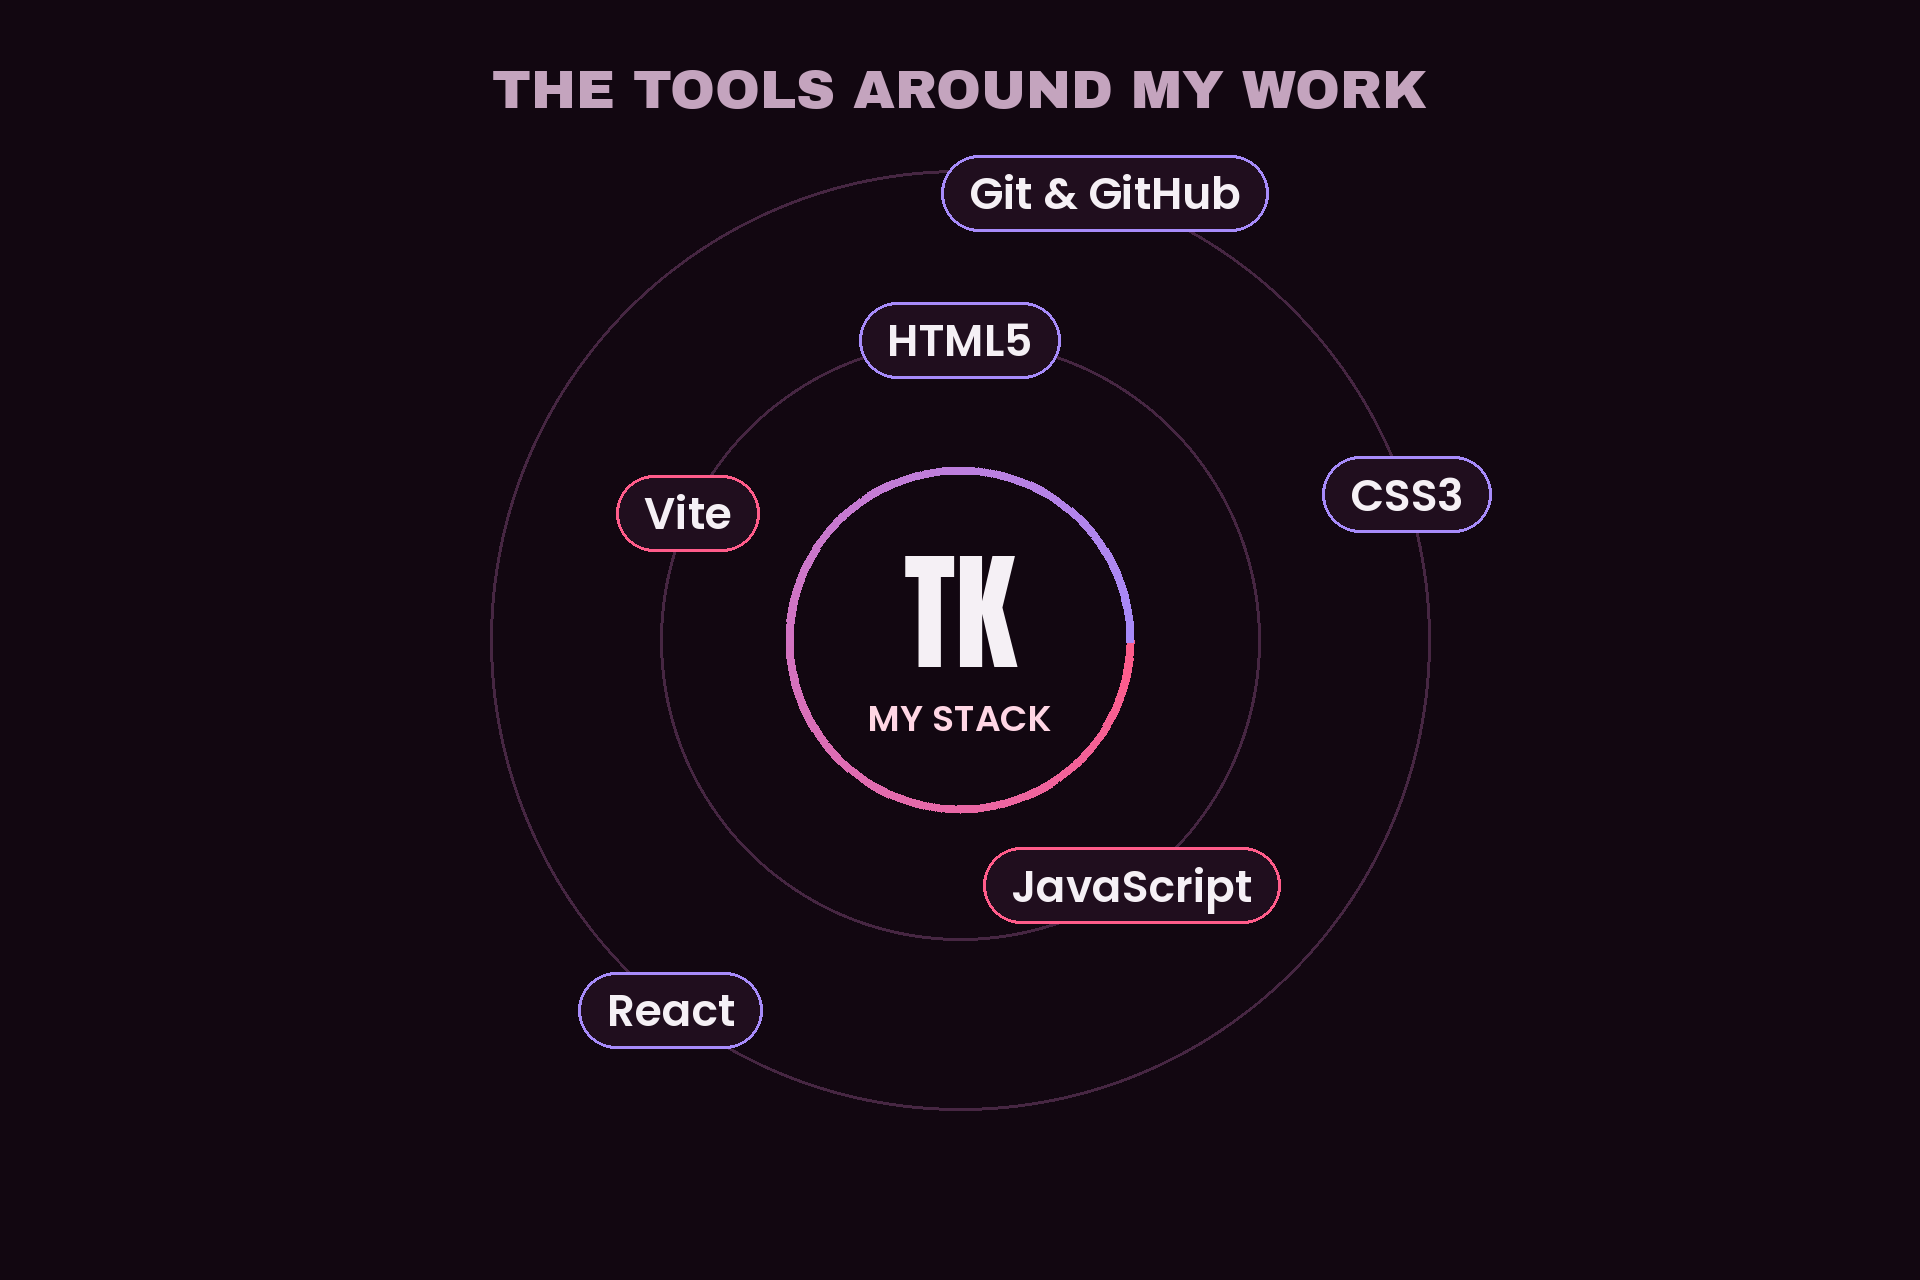 THE TOOLS AROUND MY WORK
Git & GitHub
HTML5
CSS3
Vite
TK
MY STACK
JavaScript
React